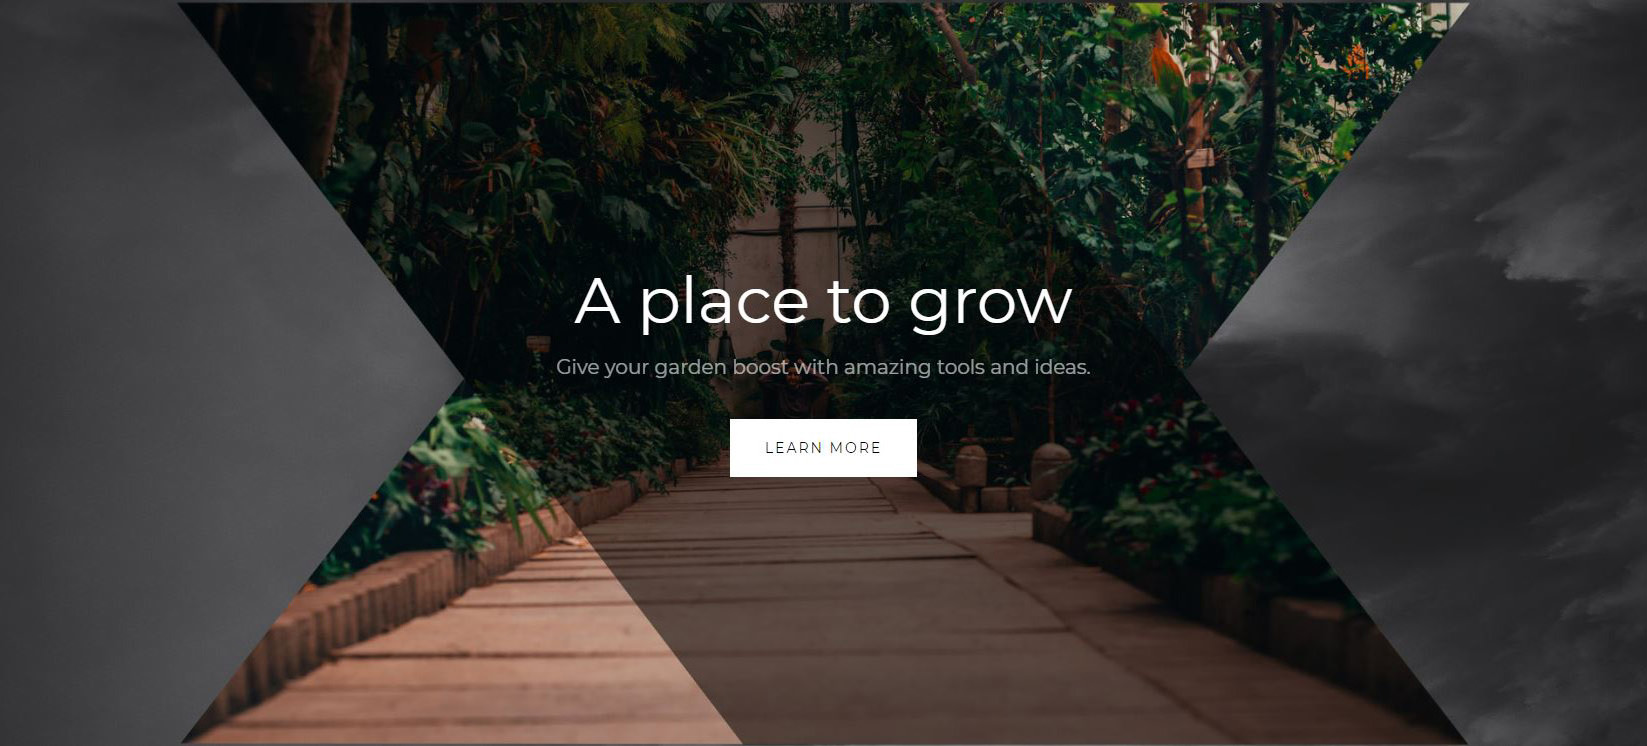 A place to grow
Give your garden boost with amazing tools and ideas.
LEARN MORE